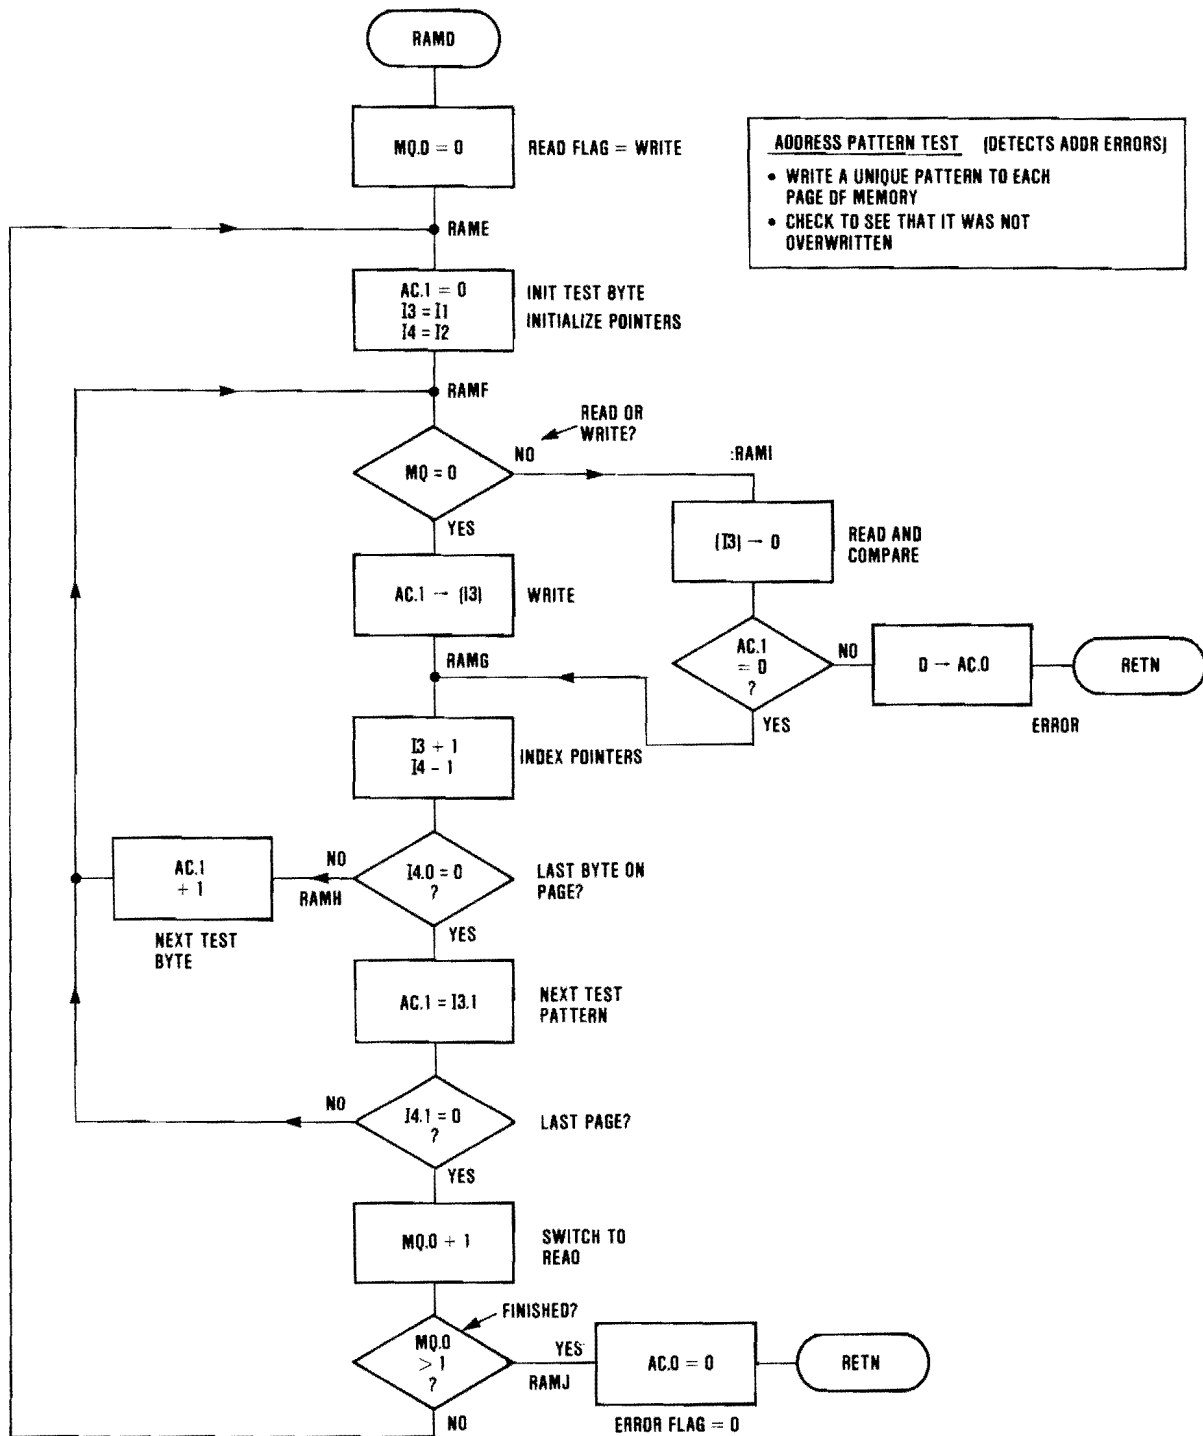 RAMD
MQ.0 = 0
READ FLAG = WRITE
ADDRESS PATTERN TEST (DETECTS ADDR ERRORS)
• WRITE A UNIQUE PATTERN TO EACH
PAGE OF MEMORY
• CHECK TO SEE THAT IT WAS NOT
OVERWRITTEN
RAME
AC.1 = 0
I3 = I1
I4 = I2
INIT TEST BYTE
INITIALIZE POINTERS
RAMF
READ OR
WRITE?
MQ = 0
NO
:RAMI
YES
(I3) → D
READ AND
COMPARE
AC.1 → (I3)
WRITE
AC.1
= D
?
NO
D → AC.0
RETN
ERROR
YES
RAMG
I3 + 1
I4 - 1
INDEX POINTERS
I4.0 = 0
?
LAST BYTE ON
PAGE?
NO
RAMH
AC.1
+ 1
NEXT TEST
BYTE
YES
AC.1 = I3.1
NEXT TEST
PATTERN
I4.1 = 0
?
NO
LAST PAGE?
YES
MQ.0 + 1
SWITCH TO
READ
FINISHED?
MQ.0
> 1
?
YES
RAMJ
AC.0 = 0
RETN
NO
ERROR FLAG = 0